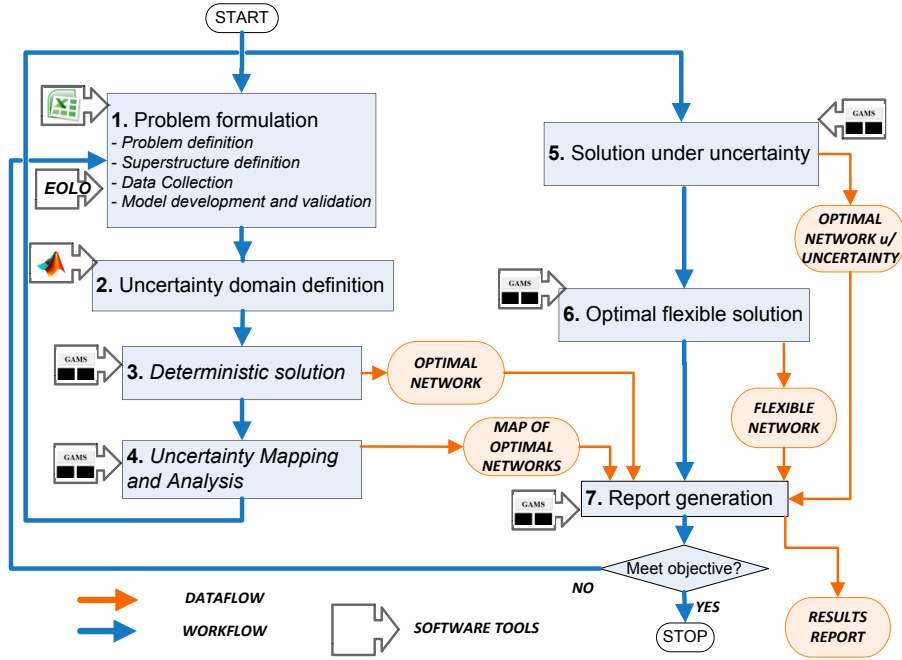 START
1. Problem formulation
- Problem definition
- Superstructure definition
- Data Collection
- Model development and validation
EOLO
2. Uncertainty domain definition
GAMS
3. Deterministic solution
OPTIMAL
NETWORK
GAMS
4. Uncertainty Mapping
and Analysis
MAP OF
OPTIMAL
NETWORKS
GAMS
5. Solution under uncertainty
OPTIMAL
NETWORK u/
UNCERTAINTY
GAMS
6. Optimal flexible solution
FLEXIBLE
NETWORK
GAMS
7. Report generation
Meet objective?
NO
YES
STOP
RESULTS
REPORT
DATAFLOW
WORKFLOW
SOFTWARE TOOLS